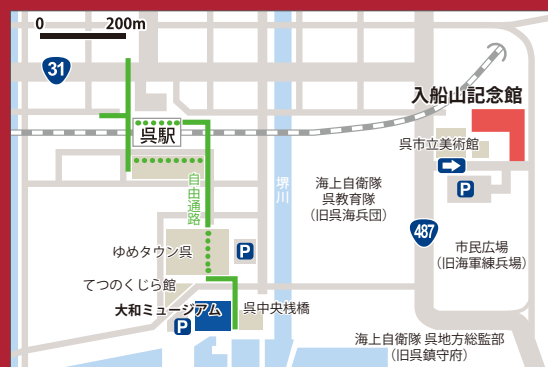 0 200m
31
入船山記念館
呉駅
呉市立美術館
P
自由通路
堺川
海上自衛隊
呉教育隊
（旧呉海兵団）
487
市民広場
（旧海軍練兵場）
ゆめタウン呉
P
てつのくじら館
大和ミュージアム
呉中央桟橋
P
海上自衛隊 呉地方総監部
（旧呉鎮守府）